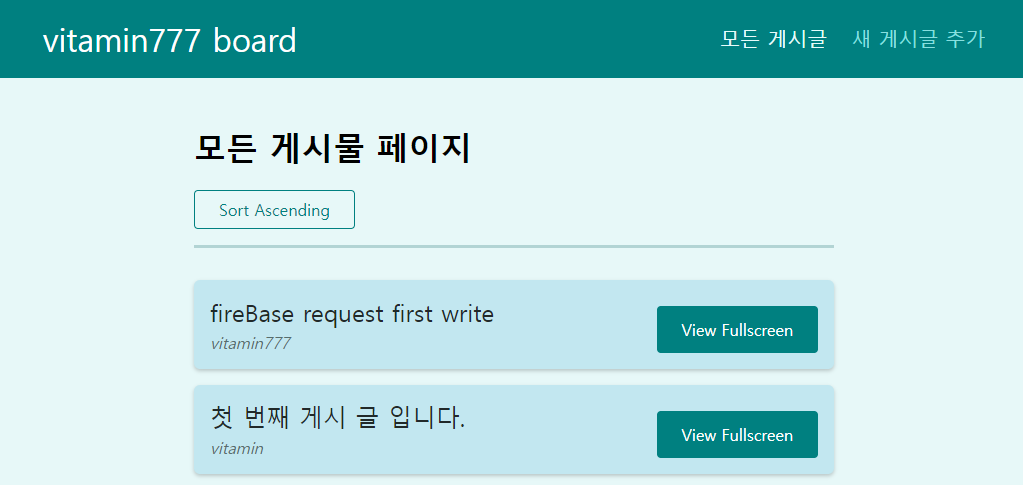 vitamin777 board
모든 게시글 새 게시글 추가
모든 게시물 페이지
Sort Ascending
fireBase request first write
vitamin777
View Fullscreen
첫 번째 게시 글 입니다.
vitamin
View Fullscreen